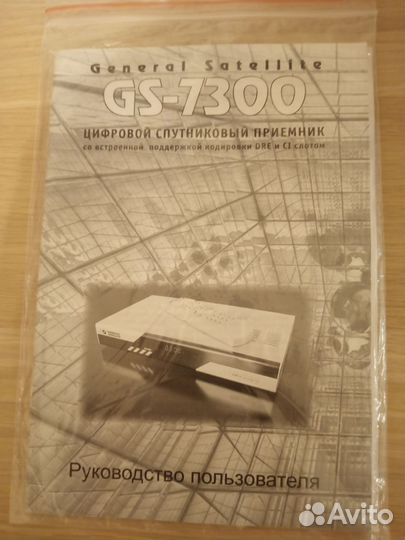 General Satellite
GS-7300
ЦИФРОВОЙ СПУТНИКОВЫЙ ПРИЕМНИК
со встроенной поддержкой кодировки DRE и CI слотом
Руководство пользователя
Avito